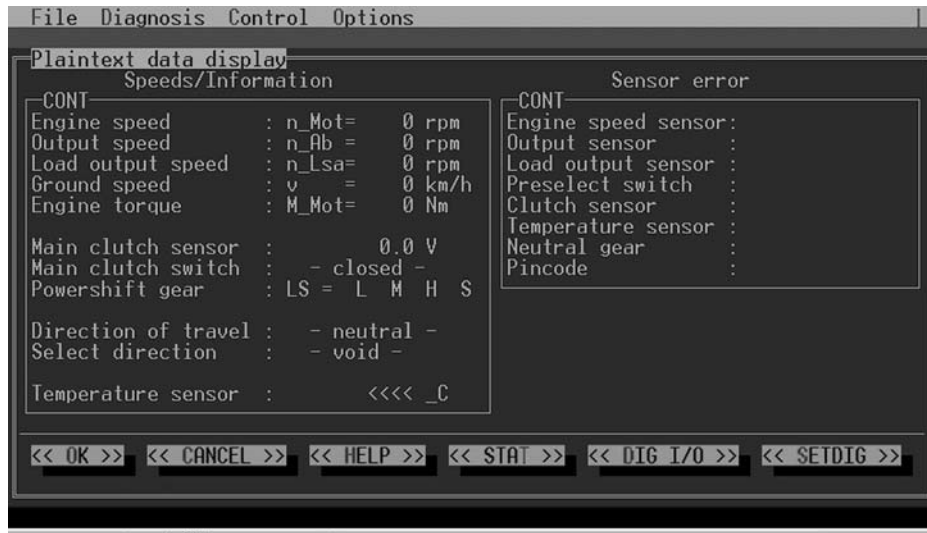 File Diagnosis Control Options
Plaintext data display
Speeds/Information
CONT
Engine speed : n_Mot= 0 rpm
Output speed : n_Ab = 0 rpm
Load output speed : n_Lsa= 0 rpm
Ground speed : v = 0 km/h
Engine torque : M_Mot= 0 Nm
Main clutch sensor : 0.0 V
Main clutch switch : - closed -
Powershift gear : LS = L M H S
Direction of travel : - neutral -
Select direction : - void -
Temperature sensor : <<<< _C
Sensor error
CONT
Engine speed sensor:
Output sensor :
Load output sensor :
Preselect switch :
Clutch sensor :
Temperature sensor :
Neutral gear :
Pincode :
<< OK >> << CANCEL >> << HELP >> << STAT >> << DIG I/O >> << SETDIG >>